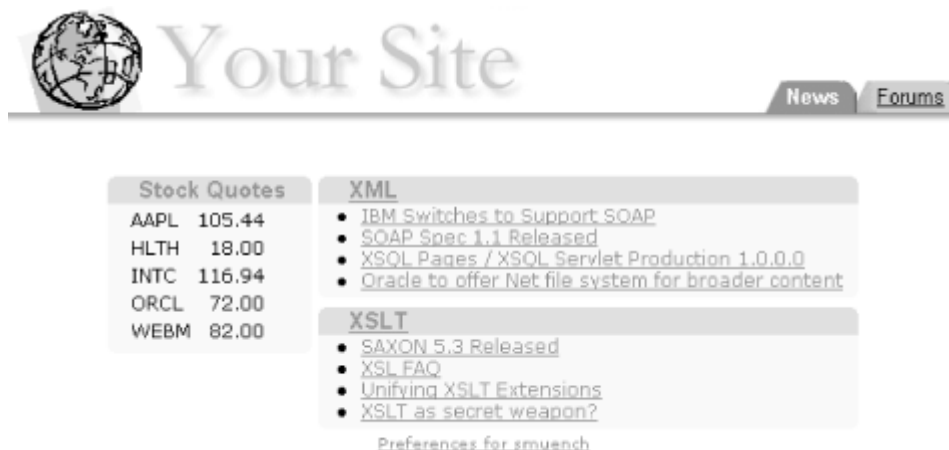 Your Site
News
Forums
Stock Quotes
AAPL 105.44
HLTH 18.00
INTC 116.94
ORCL 72.00
WEBM 82.00
XML
• IBM Switches to Support SOAP
• SOAP Spec 1.1 Released
• XSQL Pages / XSQL Servlet Production 1.0.0.0
• Oracle to offer Net file system for broader content
XSLT
• SAXON 5.3 Released
• XSL FAQ
• Unifying XSLT Extensions
• XSLT as secret weapon?
Preferences for smuench